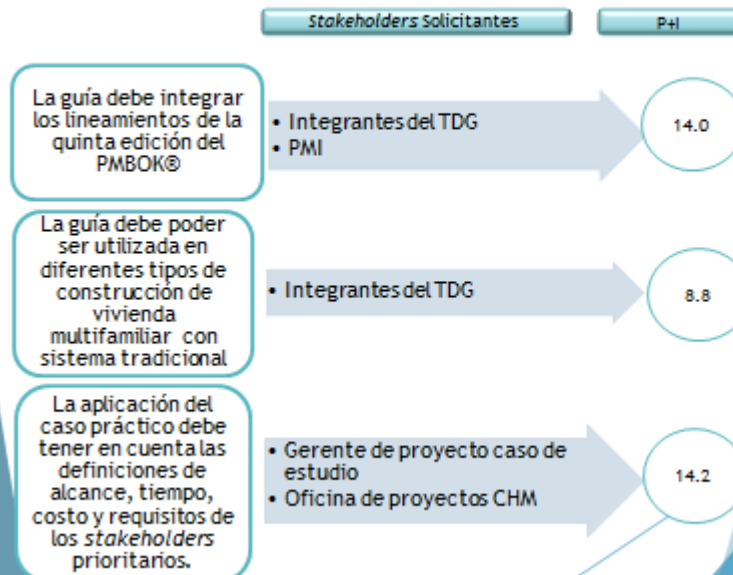 Stakeholders Solicitantes
P+I
La guía debe integrar
los lineamientos de la
quinta edición del
PMBOK®
• Integrantes del TDG
• PMI
14.0
La guía debe poder
ser utilizada en
diferentes tipos de
construcción de
vivienda
multifamiliar con
sistema tradicional
• Integrantes del TDG
8.8
La aplicación del
caso práctico debe
tener en cuenta las
definiciones de
alcance, tiempo,
costo y requisitos de
los stakeholders
prioritarios.
• Gerente de proyecto caso de
estudio
• Oficina de proyectos CHM
14.2